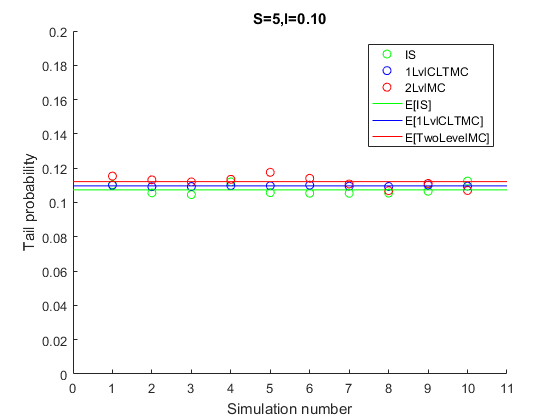 S=5,l=0.10
IS
1LvlCLTMC
2LvlMC
E[IS]
E[1LvlCLTMC]
E[TwoLevelMC]
Tail probability
0.2
0.18
0.16
0.14
0.12
0.1
0.08
0.06
0.04
0.02
0
0 1 2 3 4 5 6 7 8 9 10 11
Simulation number